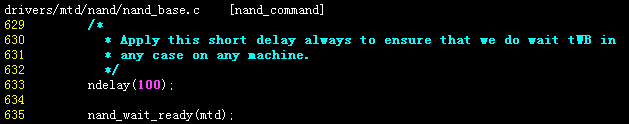 drivers/mtd/nand/nand_base.c [nand_command]
629 /*
630 * Apply this short delay always to ensure that we do wait tWB in
631 * any case on any machine.
632 */
633 ndelay(100);
634
635 nand_wait_ready(mtd);